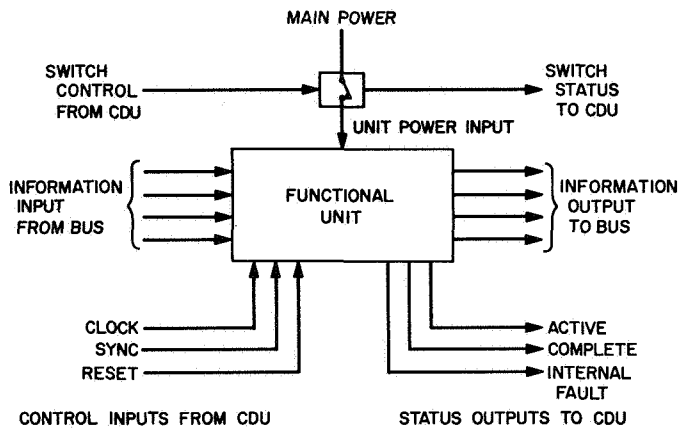 MAIN POWER
SWITCH
CONTROL
FROM CDU
SWITCH
STATUS
TO CDU
UNIT POWER INPUT
INFORMATION
INPUT
FROM BUS
FUNCTIONAL
UNIT
INFORMATION
OUTPUT
TO BUS
CLOCK
SYNC
RESET
ACTIVE
COMPLETE
INTERNAL
FAULT
CONTROL INPUTS FROM CDU
STATUS OUTPUTS TO CDU